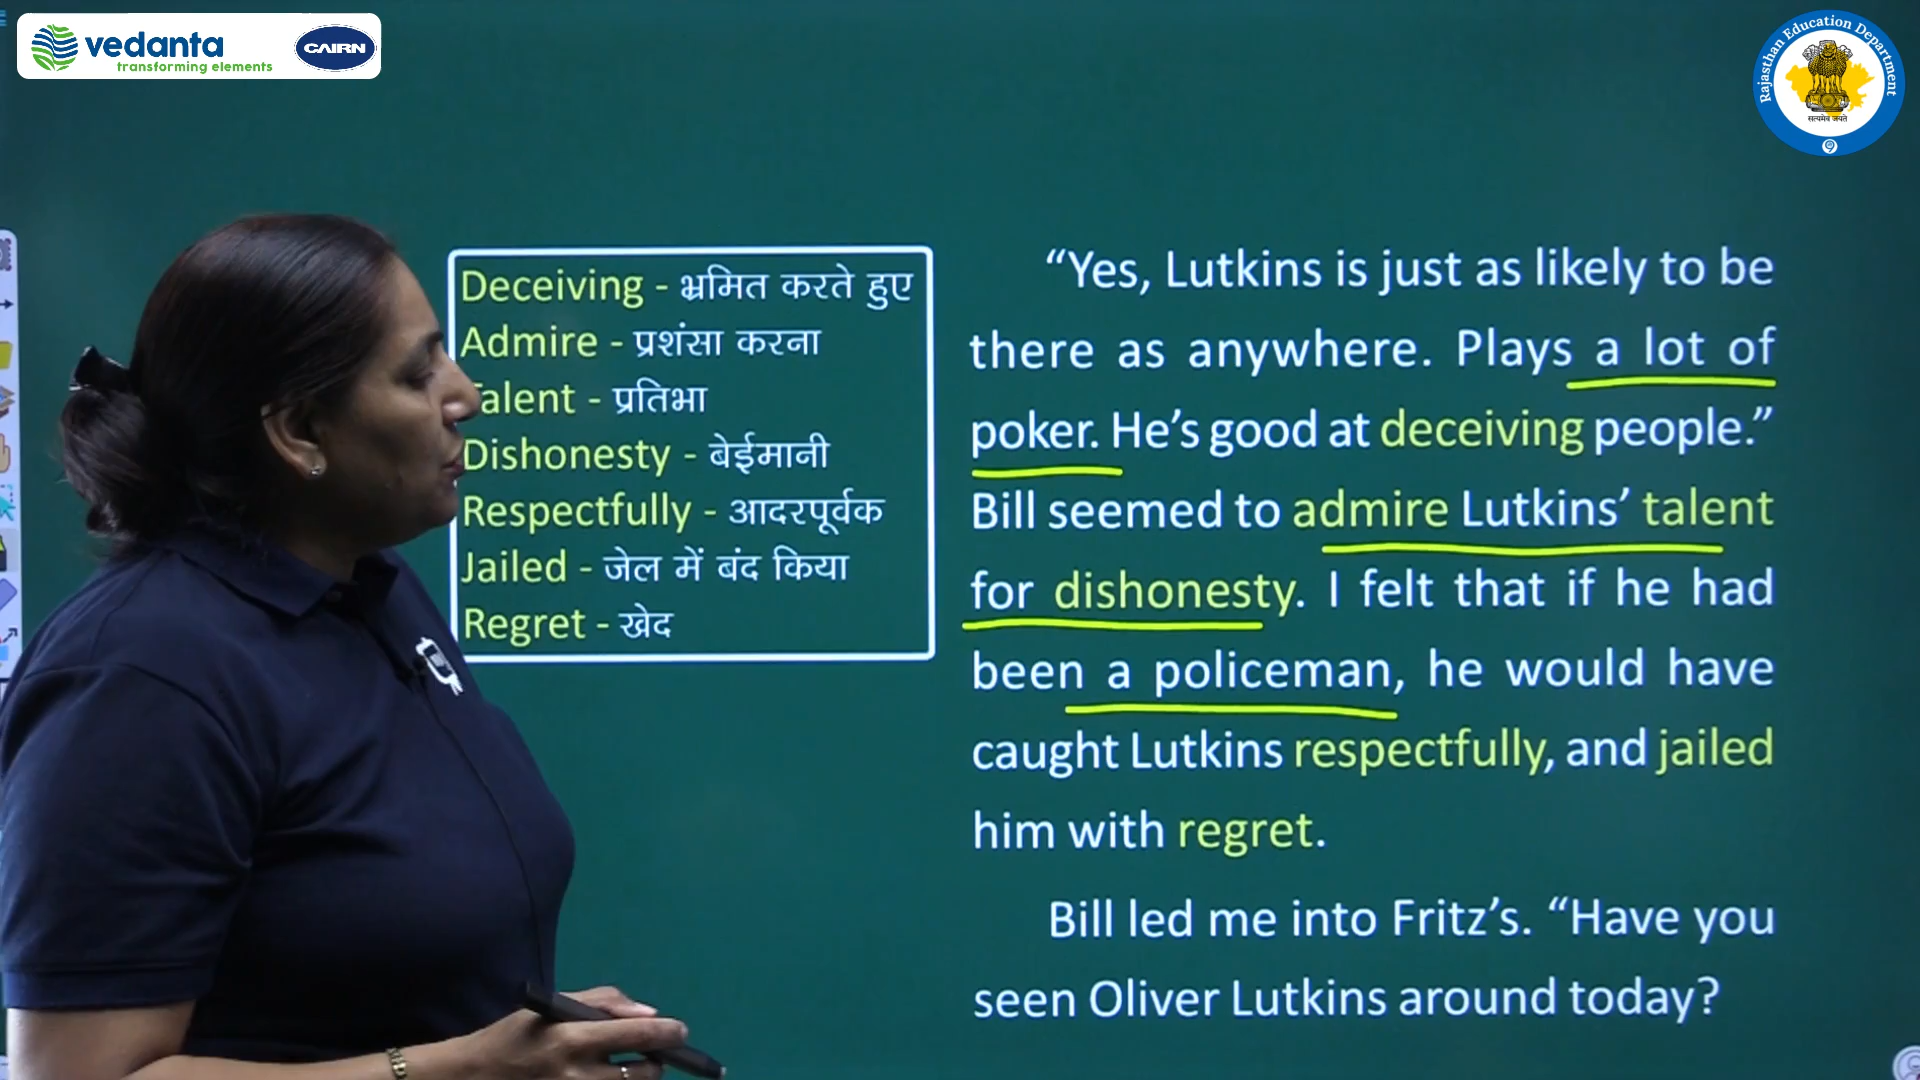 vedanta
transforming elements
CAIRN
Rajasthan Education Department
सत्यमेव जयते
Deceiving - भ्रमित करते हुए
Admire - प्रशंसा करना
Talent - प्रतिभा
Dishonesty - बेईमानी
Respectfully - आदरपूर्वक
Jailed - जेल में बंद किया
Regret - खेद
“Yes, Lutkins is just as likely to be
there as anywhere. Plays a lot of
poker. He’s good at deceiving people.”
Bill seemed to admire Lutkins’ talent
for dishonesty. I felt that if he had
been a policeman, he would have
caught Lutkins respectfully, and jailed
him with regret.
Bill led me into Fritz’s. “Have you
seen Oliver Lutkins around today?